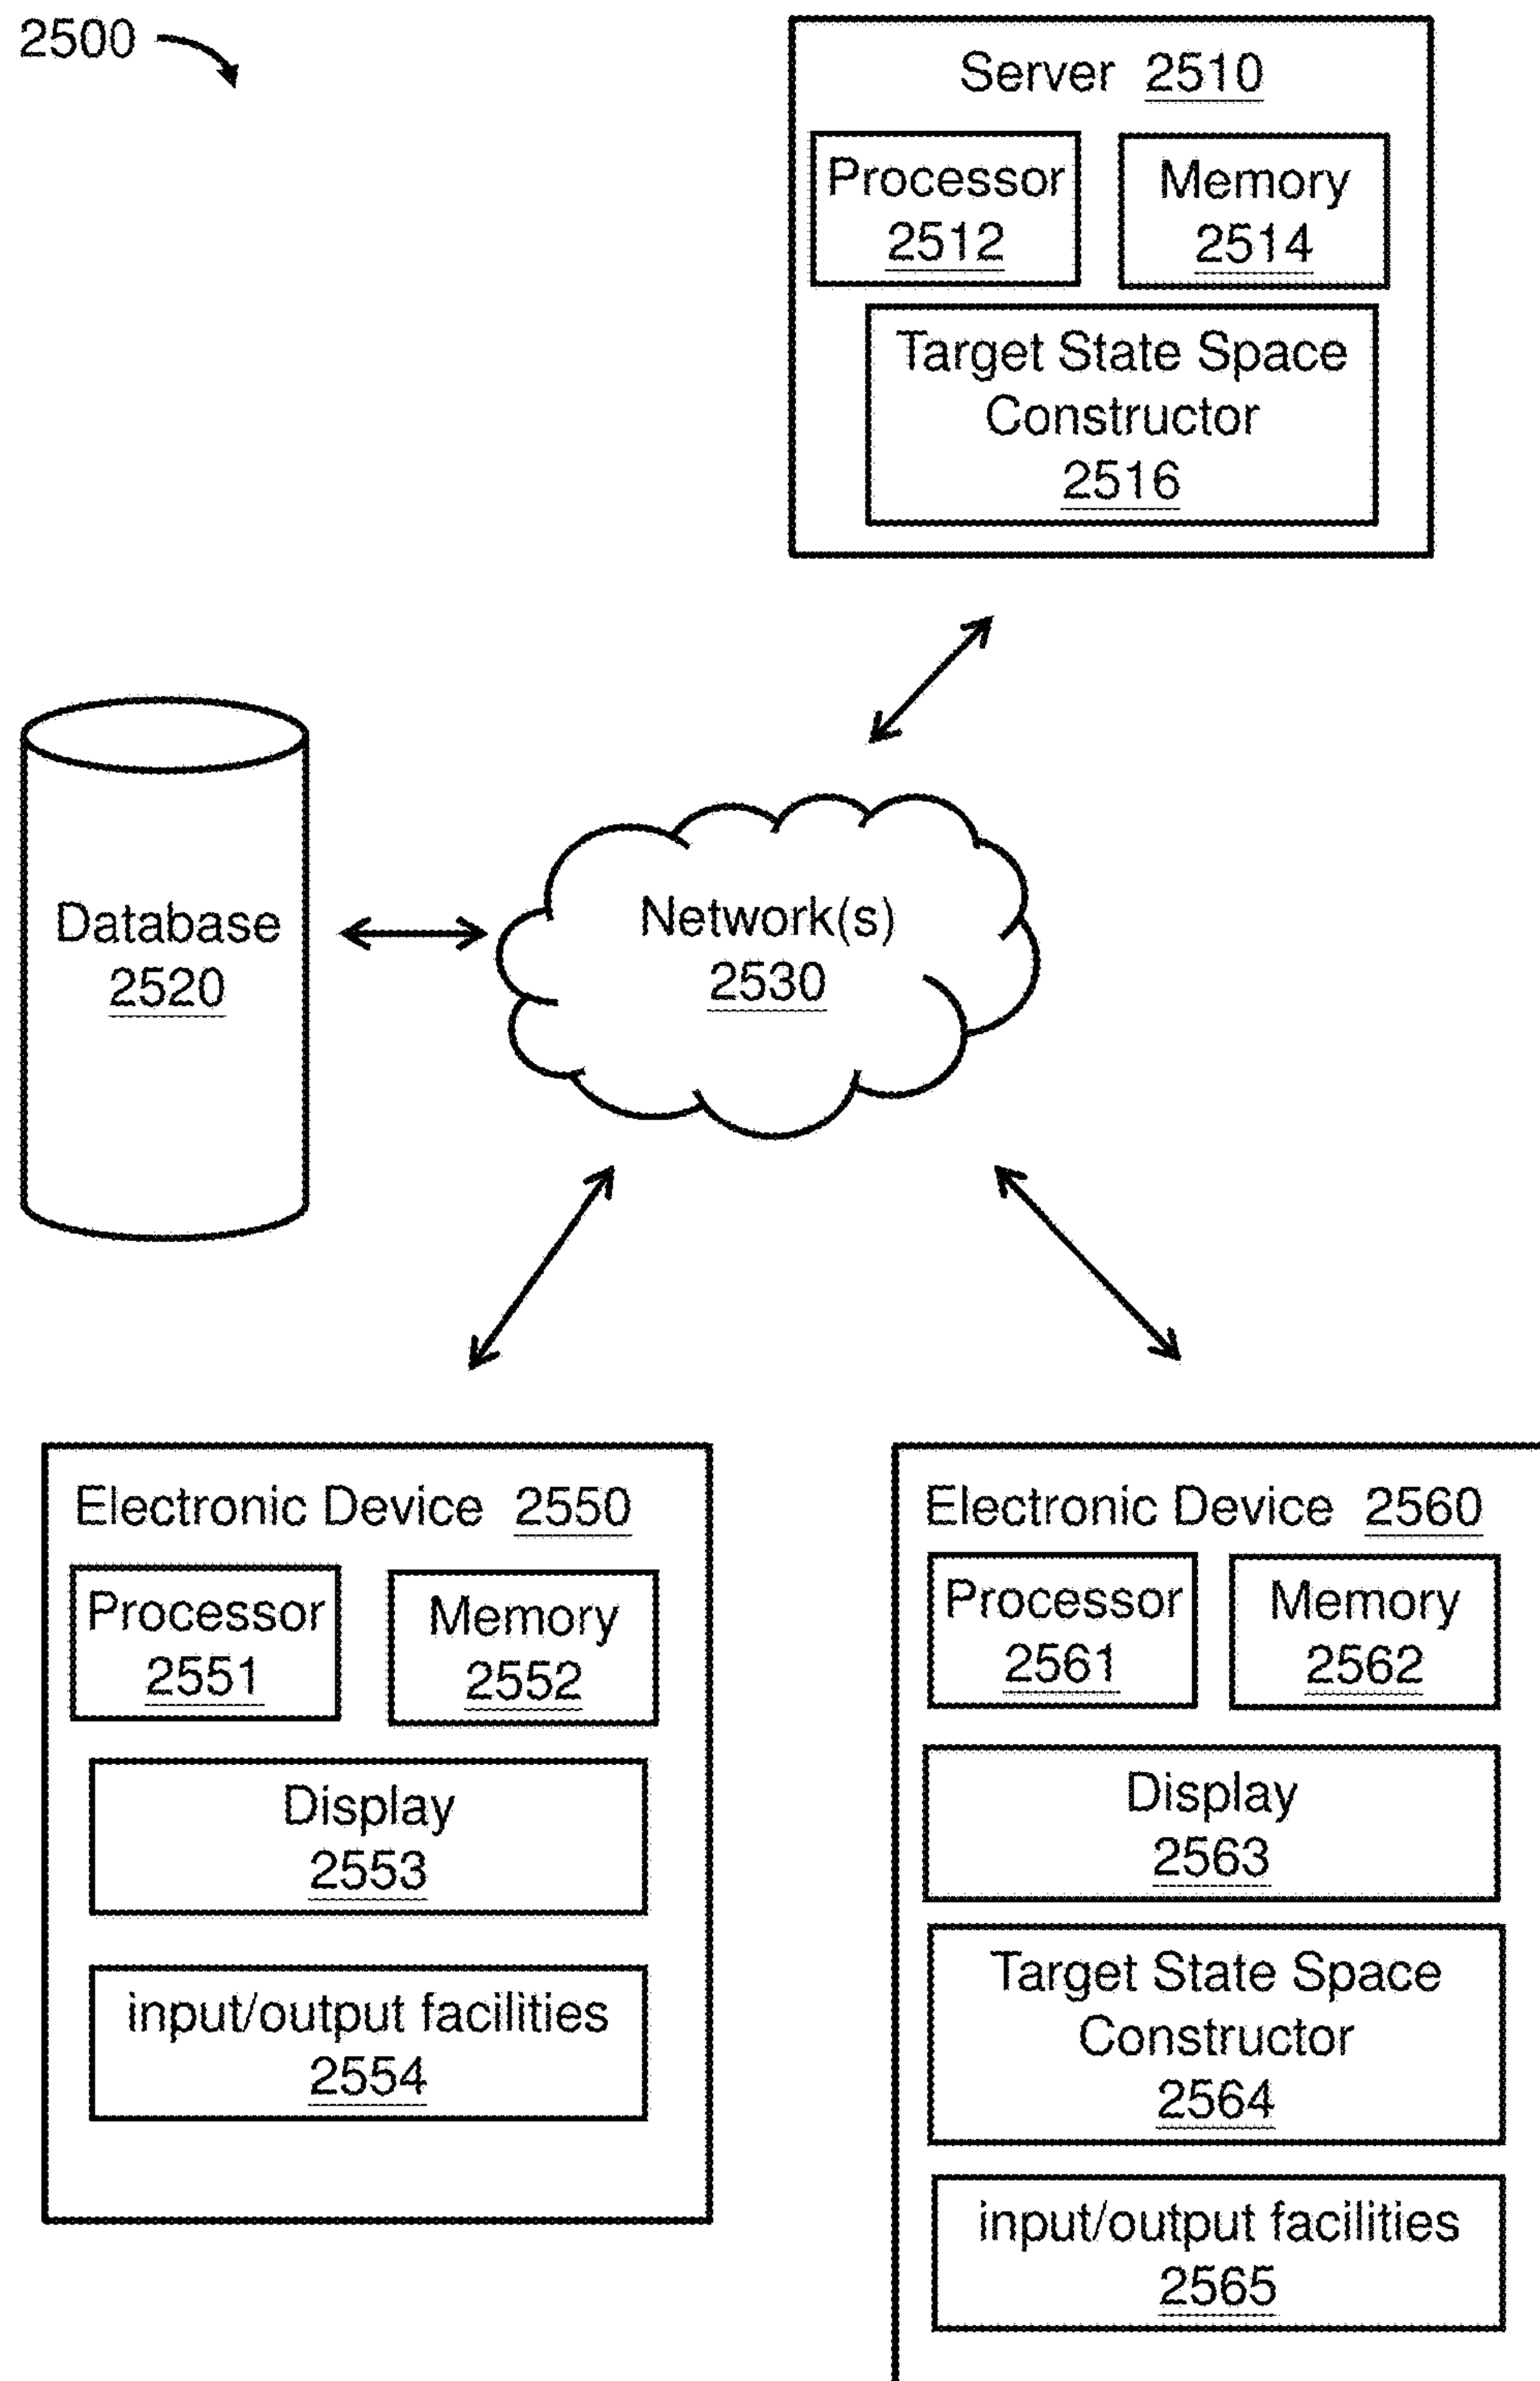 2500
Server 2510
Processor
2512
Memory
2514
Target State Space
Constructor
2516
Database
2520
Network(s)
2530
Electronic Device 2550
Processor
2551
Memory
2552
Display
2553
input/output facilities
2554
Electronic Device 2560
Processor
2561
Memory
2562
Display
2563
Target State Space
Constructor
2564
input/output facilities
2565